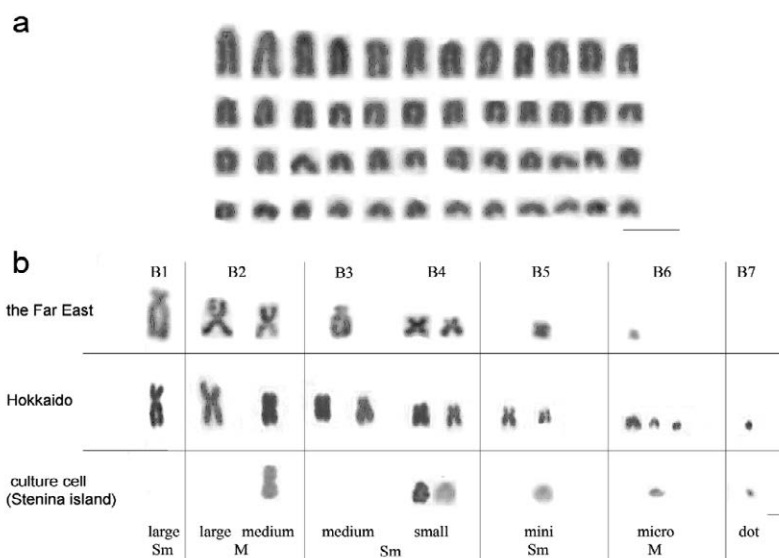 a
b
B1 B2 B3 B4 B5 B6 B7
the Far East
Hokkaido
culture cell
(Stenina island)
large large medium medium small mini micro dot
Sm M Sm Sm M